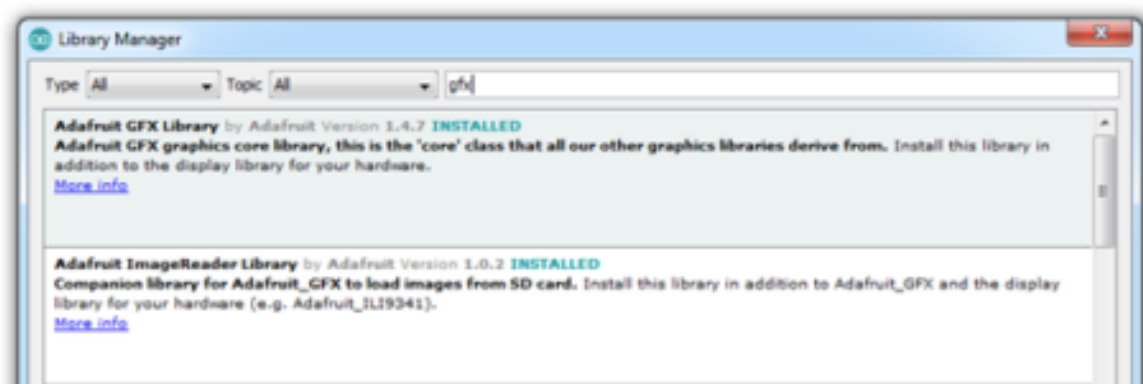 Library Manager
Type All Topic All gfx
Adafruit GFX Library by Adafruit Version 1.4.7 INSTALLED
Adafruit GFX graphics core library, this is the 'core' class that all our other graphics libraries derive from. Install this library in
addition to the display library for your hardware.
More info
Adafruit ImageReader Library by Adafruit Version 1.0.2 INSTALLED
Companion library for Adafruit_GFX to load images from SD card. Install this library in addition to Adafruit_GFX and the display
library for your hardware (e.g. Adafruit_ILI9341).
More info